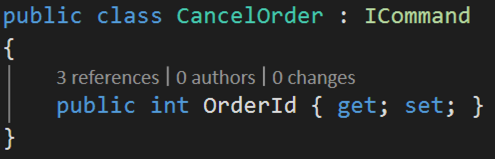 public class CancelOrder : ICommand
{
3 references | 0 authors | 0 changes
public int OrderId { get; set; }
}